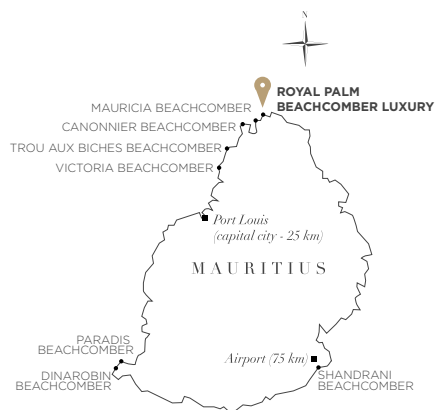 N
ROYAL PALM
BEACHCOMBER LUXURY
MAURICIA BEACHCOMBER
CANONNIER BEACHCOMBER
TROU AUX BICHES BEACHCOMBER
VICTORIA BEACHCOMBER
Port Louis
(capital city - 25 km)
MAURITIUS
PARADIS
BEACHCOMBER
DINAROBIN
BEACHCOMBER
Airport (75 km)
SHANDRANI
BEACHCOMBER